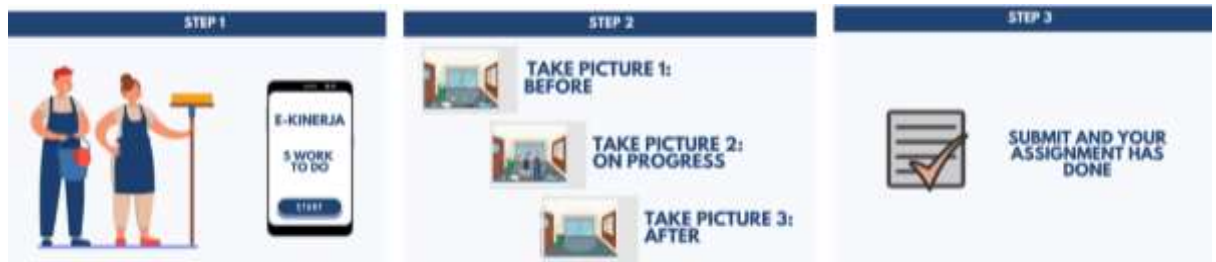 STEP 1
E-KINERJA
5 WORK
TO DO
START
STEP 2
TAKE PICTURE 1:
BEFORE
TAKE PICTURE 2:
ON PROGRESS
TAKE PICTURE 3:
AFTER
STEP 3
SUBMIT AND YOUR
ASSIGNMENT HAS
DONE